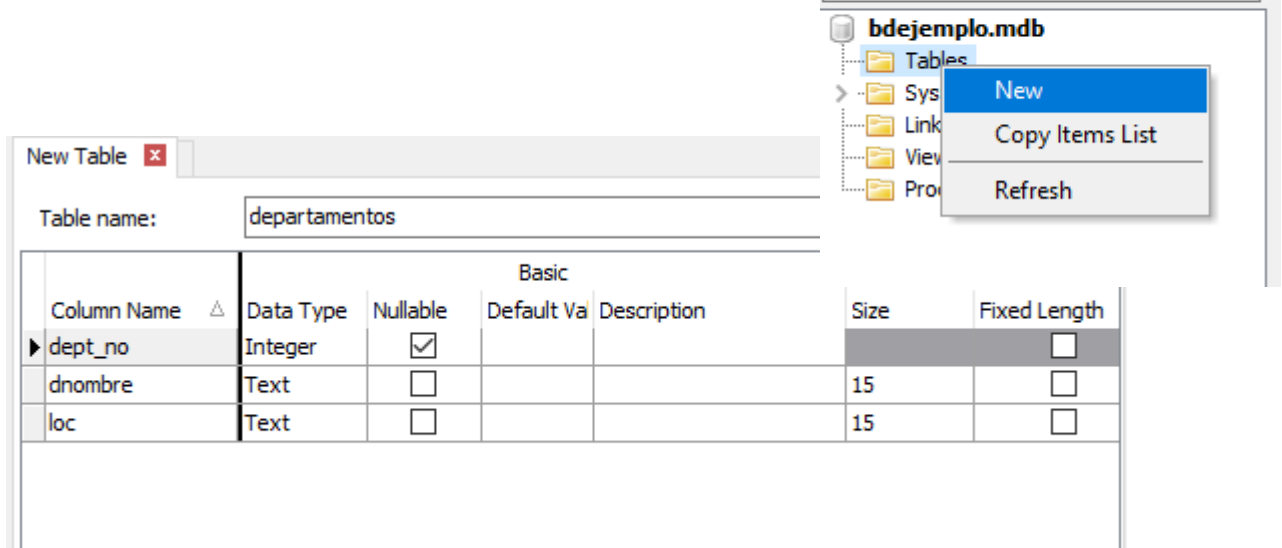 bdejemplo.mdb
Tables
New
Sys
Copy Items List
Link
View
Refresh
New Table
Table name: departamentos
Basic
Column Name Data Type Nullable Default Va Description Size Fixed Length
dept_no Integer
dnombre Text 15
loc Text 15